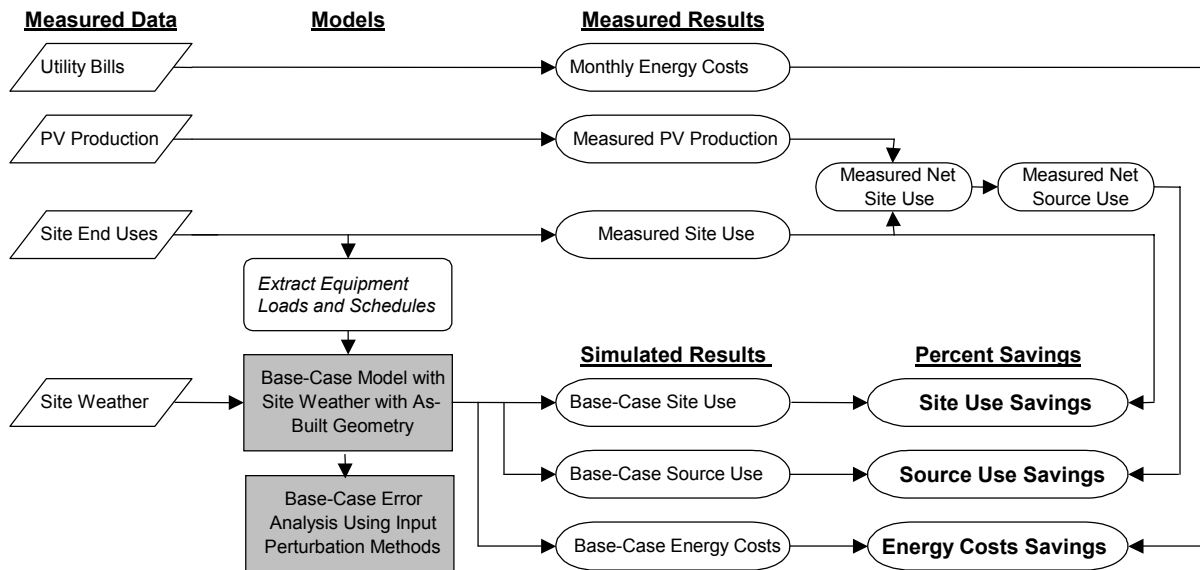 Measured Data
Models
Measured Results
Utility Bills
Monthly Energy Costs
PV Production
Measured PV Production
Measured Net
Site Use
Measured Net
Source Use
Site End Uses
Measured Site Use
Extract Equipment
Loads and Schedules
Simulated Results
Percent Savings
Site Weather
Base-Case Model with
Site Weather with As-
Built Geometry
Base-Case Site Use
Site Use Savings
Base-Case Source Use
Source Use Savings
Base-Case Error
Analysis Using Input
Perturbation Methods
Base-Case Energy Costs
Energy Costs Savings